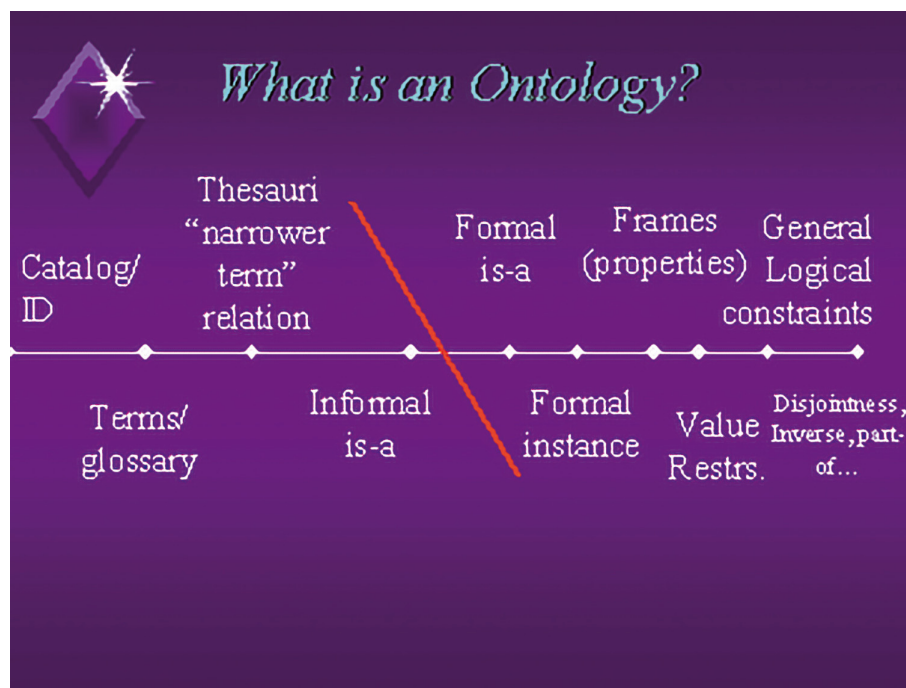 What is an Ontology?
Catalog/
ID
Terms/
glossary
Thesauri
“narrower
term”
relation
Informal
is-a
Formal
is-a
Formal
instance
Frames
(properties)
Value
Restrs.
General
Logical
constraints
Disjointness,
Inverse,part-
of...